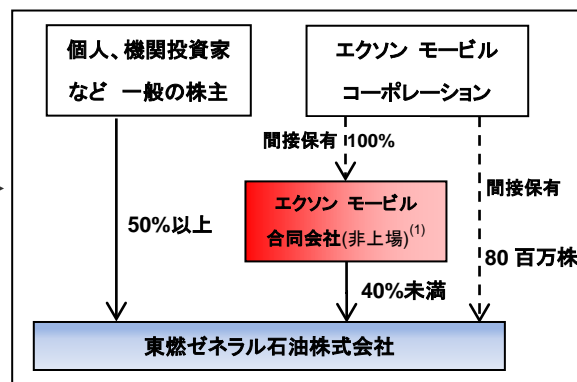 個人、機関投資家
など 一般の株主
エクソン モービル
コーポレーション
間接保有 100%
エクソン モービル
合同会社(非上場)(1)
間接保有
50%以上
80 百万株
40%未満
東燃ゼネラル石油株式会社